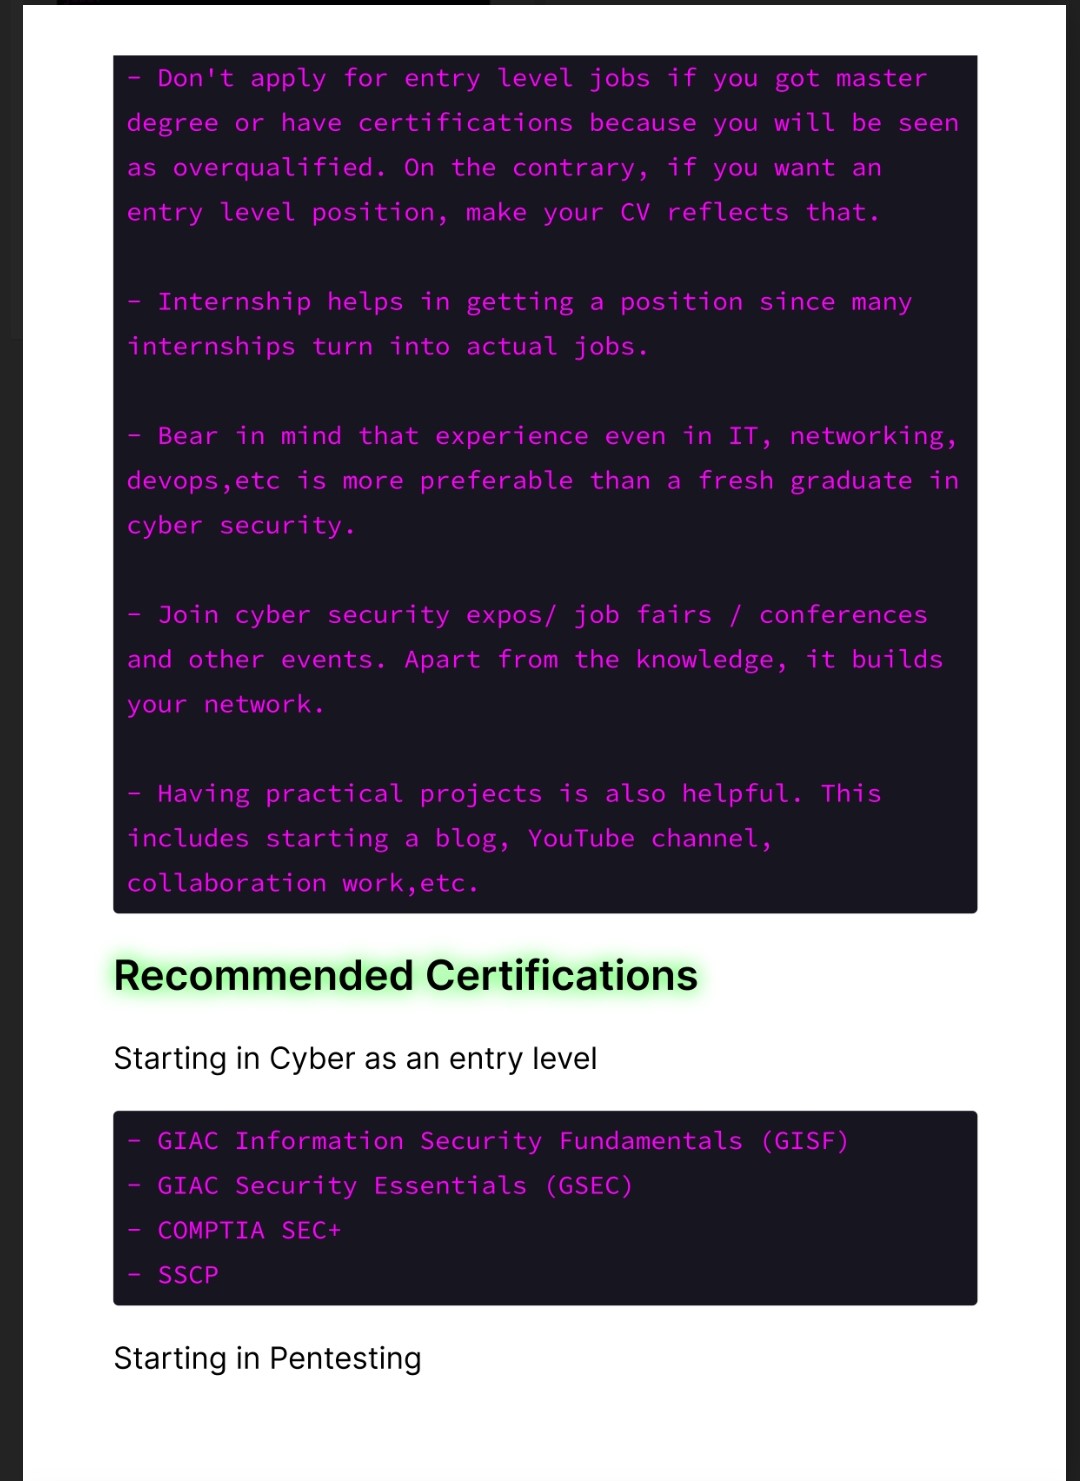 - Don't apply for entry level jobs if you got master
degree or have certifications because you will be seen
as overqualified. On the contrary, if you want an
entry level position, make your CV reflects that.
- Internship helps in getting a position since many
internships turn into actual jobs.
- Bear in mind that experience even in IT, networking,
devops,etc is more preferable than a fresh graduate in
cyber security.
- Join cyber security expos/ job fairs / conferences
and other events. Apart from the knowledge, it builds
your network.
- Having practical projects is also helpful. This
includes starting a blog, YouTube channel,
collaboration work,etc.
Recommended Certifications
Starting in Cyber as an entry level
- GIAC Information Security Fundamentals (GISF)
- GIAC Security Essentials (GSEC)
- COMPTIA SEC+
- SSCP
Starting in Pentesting